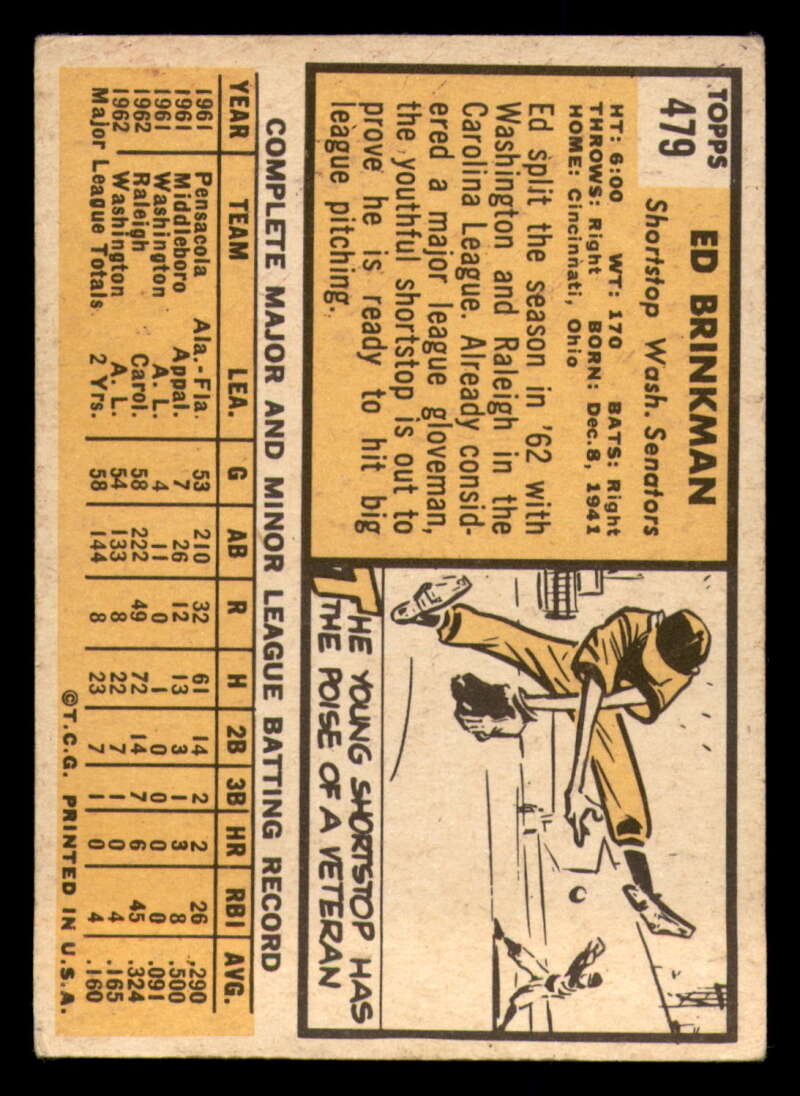 TOPPS
479
ED BRINKMAN
Shortstop Wash. Senators
HT: 6:00 WT: 170 BATS: Right
THROWS: Right BORN: Dec. 8, 1941
HOME: Cincinnati, Ohio
Ed split the season in '62 with
Washington and Raleigh in the
Carolina League. Already consid-
ered a major league gloveman,
the youthful shortstop is out to
prove he is ready to hit big
league pitching.
THE YOUNG SHORTSTOP HAS
THE POISE OF A VETERAN
COMPLETE MAJOR AND MINOR LEAGUE BATTING RECORD
YEAR TEAM LEA. G AB R H 2B 3B HR RBI AVG.
1961 Pensacola Ala.-Fla. 53 210 32 61 14 2 2 26 .290
1961 Middleboro Appal. 7 26 12 13 3 1 3 8 .500
1961 Washington A. L. 4 11 0 1 0 0 0 0 .091
1962 Raleigh Carol. 58 222 49 72 14 7 6 45 .324
1962 Washington A. L. 54 133 8 22 7 1 0 4 .165
Major League Totals 2 Yrs. 58 144 8 23 7 1 0 4 .160
©T.C.G. PRINTED IN U.S.A.